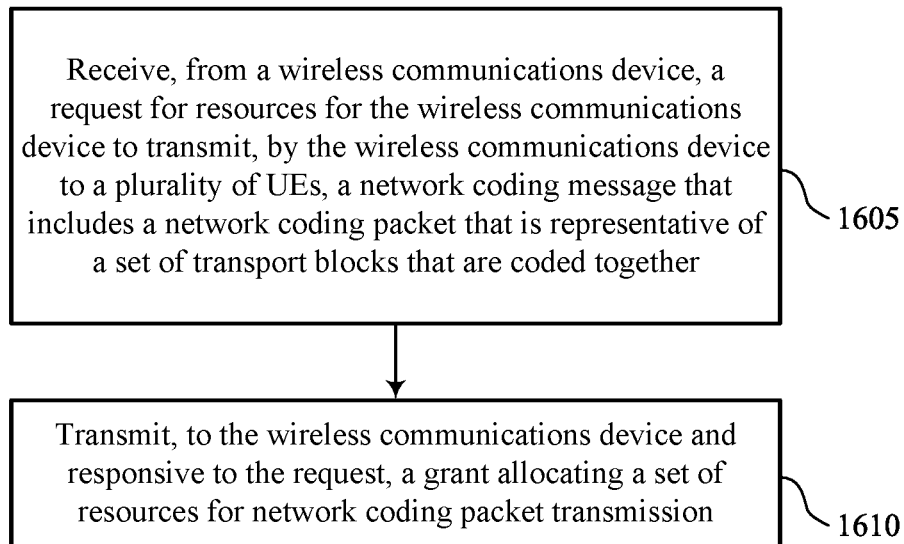 Receive, from a wireless communications device, a
request for resources for the wireless communications
device to transmit, by the wireless communications device
to a plurality of UEs, a network coding message that
includes a network coding packet that is representative of
a set of transport blocks that are coded together
1605
Transmit, to the wireless communications device and
responsive to the request, a grant allocating a set of
resources for network coding packet transmission
1610